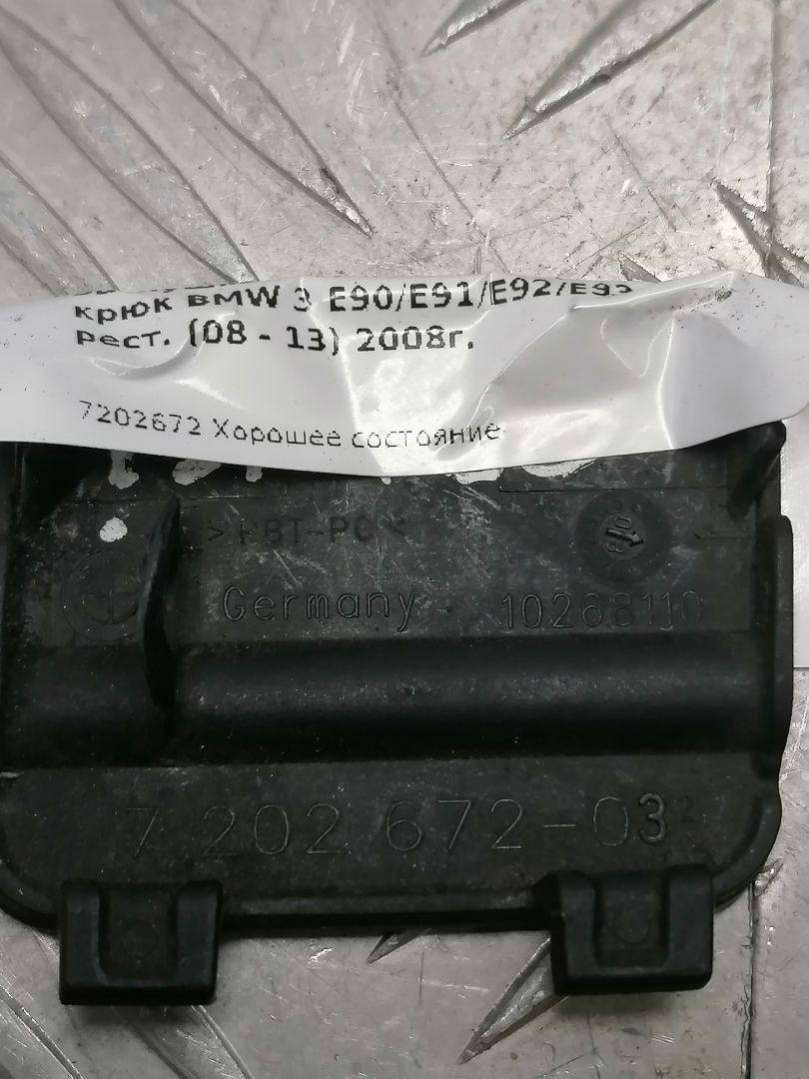 крюк BMW 3 E90/E91/E92/E93
рест. (08 - 13) 2008г.
7202672 Хорошее состояние
>PBT-PC<
Germany 10268110
7 202 672-03